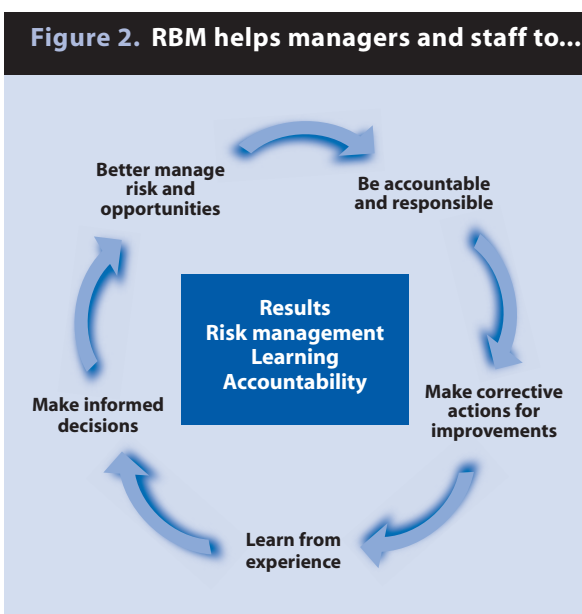 Figure 2. RBM helps managers and staff to...
Better manage
risk and
opportunities
Be accountable
and responsible
Results
Risk management
Learning
Accountability
Make informed
decisions
Make corrective
actions for
improvements
Learn from
experience